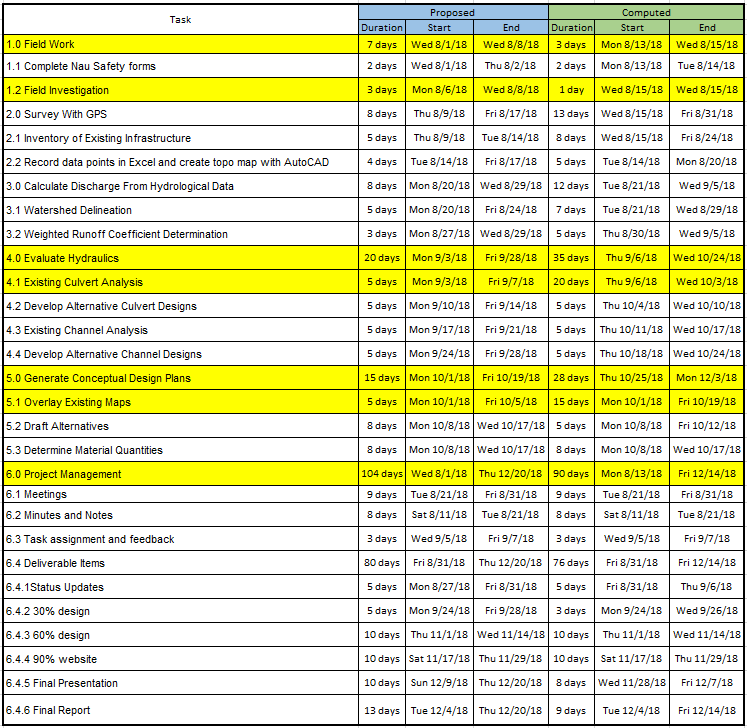 Task Proposed Computed
Duration Start End Duration Start End
1.0 Field Work 7 days Wed 8/1/18 Wed 8/8/18 3 days Mon 8/13/18 Wed 8/15/18
1.1 Complete Nau Safety forms 2 days Wed 8/1/18 Thu 8/2/18 2 days Mon 8/13/18 Tue 8/14/18
1.2 Field Investigation 3 days Mon 8/6/18 Wed 8/8/18 1 day Wed 8/15/18 Wed 8/15/18
2.0 Survey With GPS 8 days Thu 8/9/18 Fri 8/17/18 13 days Wed 8/15/18 Fri 8/31/18
2.1 Inventory of Existing Infrastructure 5 days Thu 8/9/18 Tue 8/14/18 8 days Wed 8/15/18 Fri 8/24/18
2.2 Record data points in Excel and create topo map with AutoCAD 4 days Tue 8/14/18 Fri 8/17/18 5 days Tue 8/14/18 Mon 8/20/18
3.0 Calculate Discharge From Hydrological Data 8 days Mon 8/20/18 Wed 8/29/18 12 days Tue 8/21/18 Wed 9/5/18
3.1 Watershed Delineation 5 days Mon 8/20/18 Fri 8/24/18 7 days Tue 8/21/18 Wed 8/29/18
3.2 Weighted Runoff Coefficient Determination 3 days Mon 8/27/18 Wed 8/29/18 5 days Thu 8/30/18 Wed 9/5/18
4.0 Evaluate Hydraulics 20 days Mon 9/3/18 Fri 9/28/18 35 days Thu 9/6/18 Wed 10/24/18
4.1 Existing Culvert Analysis 5 days Mon 9/3/18 Fri 9/7/18 20 days Thu 9/6/18 Wed 10/3/18
4.2 Develop Alternative Culvert Designs 5 days Mon 9/10/18 Fri 9/14/18 5 days Thu 10/4/18 Wed 10/10/18
4.3 Existing Channel Analysis 5 days Mon 9/17/18 Fri 9/21/18 5 days Thu 10/11/18 Wed 10/17/18
4.4 Develop Alternative Channel Designs 5 days Mon 9/24/18 Fri 9/28/18 5 days Thu 10/18/18 Wed 10/24/18
5.0 Generate Conceptual Design Plans 15 days Mon 10/1/18 Fri 10/19/18 28 days Thu 10/25/18 Mon 12/3/18
5.1 Overlay Existing Maps 5 days Mon 10/1/18 Fri 10/5/18 15 days Mon 10/1/18 Fri 10/19/18
5.2 Draft Alternatives 8 days Mon 10/8/18 Wed 10/17/18 5 days Mon 10/8/18 Fri 10/12/18
5.3 Determine Material Quantities 8 days Mon 10/8/18 Wed 10/17/18 8 days Mon 10/8/18 Wed 10/17/18
6.0 Project Management 104 days Wed 8/1/18 Thu 12/20/18 90 days Mon 8/13/18 Fri 12/14/18
6.1 Meetings 9 days Tue 8/21/18 Fri 8/31/18 9 days Tue 8/21/18 Fri 8/31/18
6.2 Minutes and Notes 8 days Sat 8/11/18 Tue 8/21/18 8 days Sat 8/11/18 Tue 8/21/18
6.3 Task assignment and feedback 3 days Wed 9/5/18 Fri 9/7/18 3 days Wed 9/5/18 Fri 9/7/18
6.4 Deliverable Items 80 days Fri 8/31/18 Thu 12/20/18 76 days Fri 8/31/18 Fri 12/14/18
6.4.1Status Updates 5 days Mon 8/27/18 Fri 8/31/18 5 days Fri 8/31/18 Thu 9/6/18
6.4.2 30% design 5 days Mon 9/24/18 Fri 9/28/18 3 days Mon 9/24/18 Wed 9/26/18
6.4.3 60% design 10 days Thu 11/1/18 Wed 11/14/18 10 days Thu 11/1/18 Wed 11/14/18
6.4.4 90% website 10 days Sat 11/17/18 Thu 11/29/18 10 days Sat 11/17/18 Thu 11/29/18
6.4.5 Final Presentation 10 days Sun 12/9/18 Thu 12/20/18 8 days Wed 11/28/18 Fri 12/7/18
6.4.6 Final Report 13 days Tue 12/4/18 Thu 12/20/18 9 days Tue 12/4/18 Fri 12/14/18